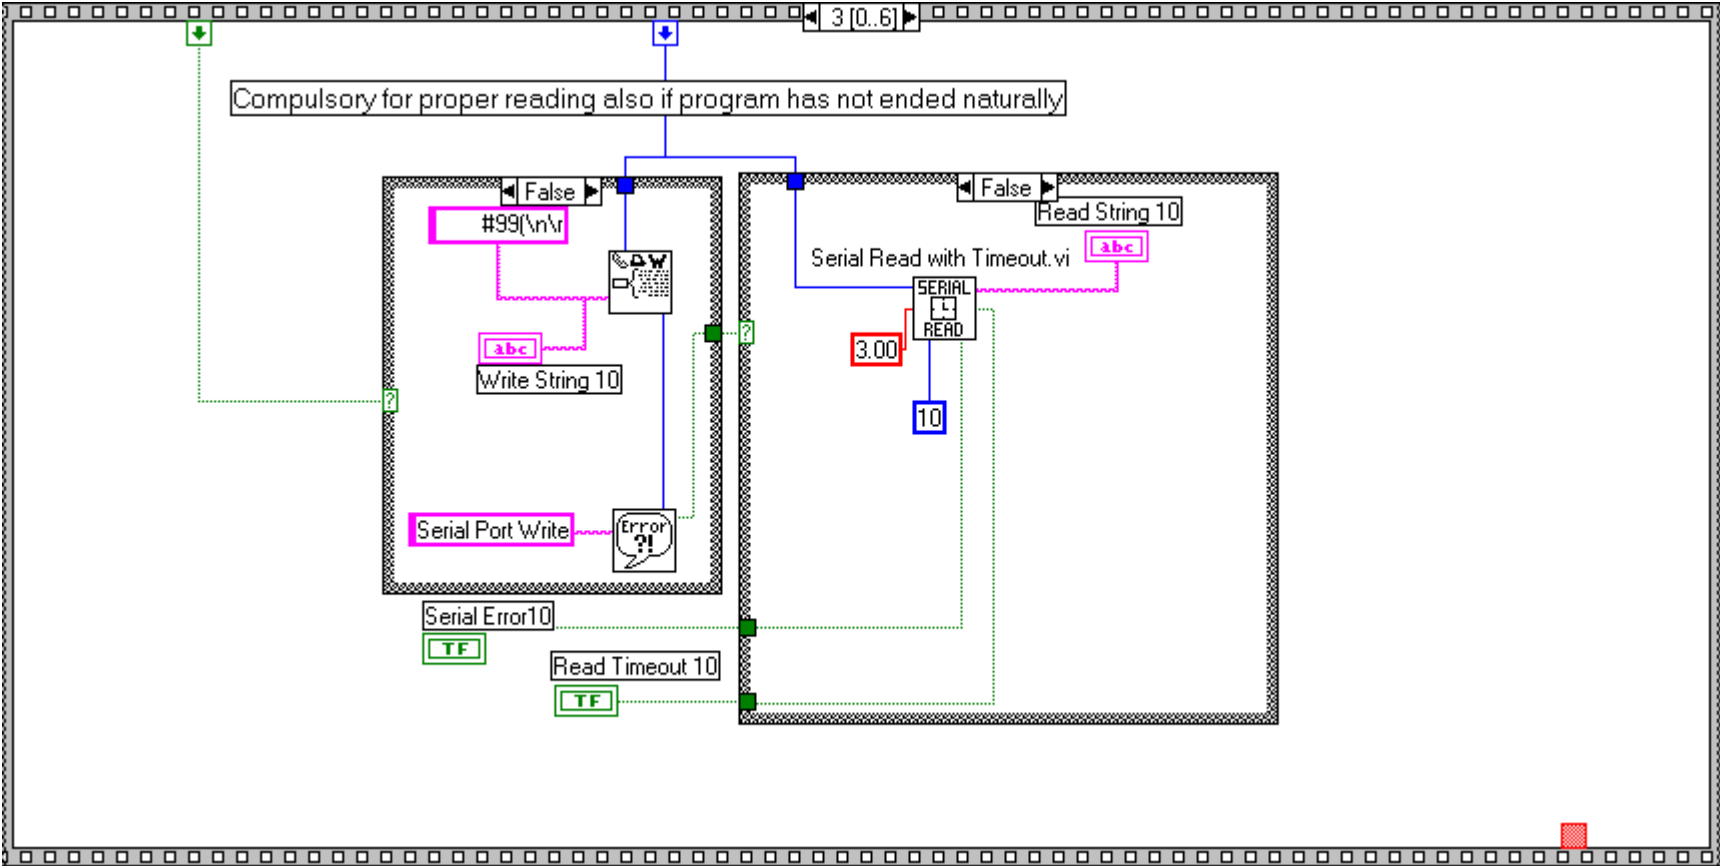 3 [0..6]
Compulsory for proper reading also if program has not ended naturally
False
False
#99(\n\r
Read String 10
abc
Serial Read with Timeout.vi
W
SERIAL
READ
3.00
abc
Write String 10
?
?
10
Serial Port Write
Error
?!
Serial Error10
TF
Read Timeout 10
TF